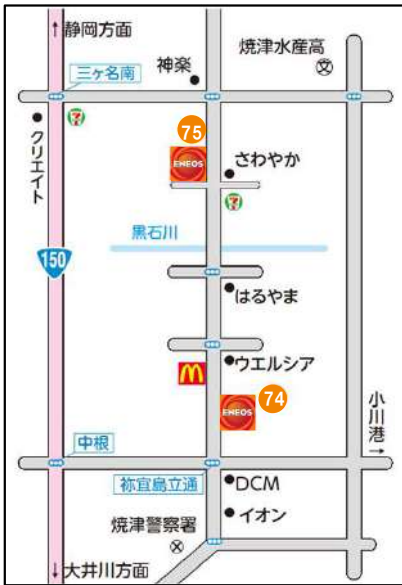 静岡方面
焼津水産高
神楽
文
三ヶ名南
クリエイト
7
75
ENEOS
さわやか
7
黒石川
150
はるやま
ウエルシア
M
74
ENEOS
小川港→
中根
祢宜島立通
DCM
イオン
焼津警察署
大井川方面